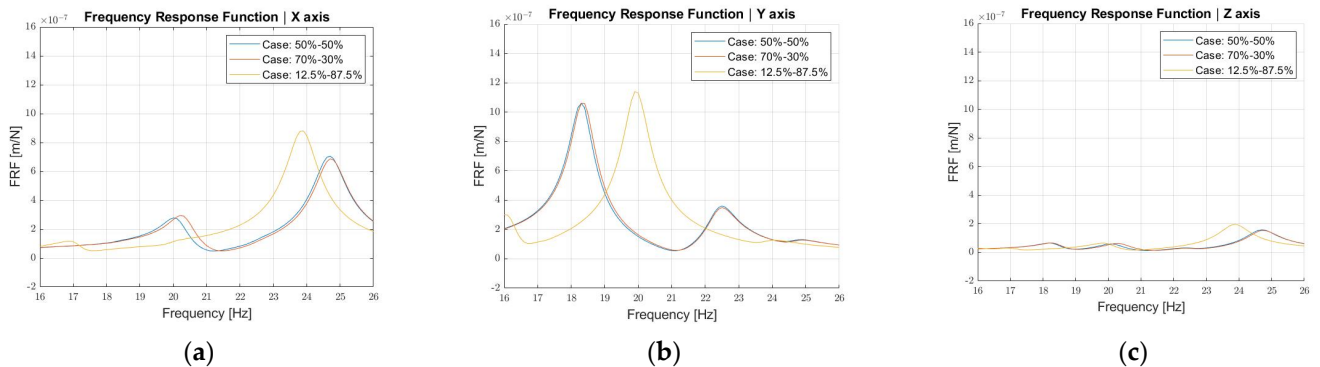 Frequency Response Function | X axis
×10⁻⁷
16
14
12
10
8
6
4
2
0
-2
FRF [m/N]
Case: 50%-50%
Case: 70%-30%
Case: 12.5%-87.5%
16 17 18 19 20 21 22 23 24 25 26
Frequency [Hz]
(a)
Frequency Response Function | Y axis
×10⁻⁷
16
14
12
10
8
6
4
2
0
-2
FRF [m/N]
Case: 50%-50%
Case: 70%-30%
Case: 12.5%-87.5%
16 17 18 19 20 21 22 23 24 25 26
Frequency [Hz]
(b)
Frequency Response Function | Z axis
×10⁻⁷
16
14
12
10
8
6
4
2
0
-2
FRF [m/N]
Case: 50%-50%
Case: 70%-30%
Case: 12.5%-87.5%
16 17 18 19 20 21 22 23 24 25 26
Frequency [Hz]
(c)